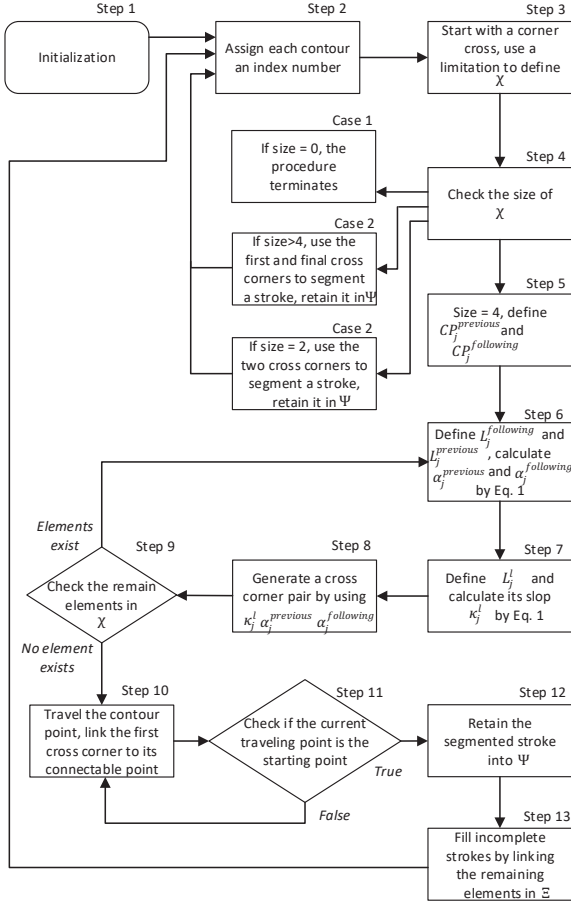 Step 1
Initialization
Step 2
Assign each contour
an index number
Step 3
Start with a corner
cross, use a
limitation to define
χ
Case 1
If size = 0, the
procedure
terminates
Step 4
Check the size of
χ
Case 2
If size>4, use the
first and final cross
corners to segment
a stroke, retain it in Ψ
Step 5
Size = 4, define
CP_j^{previous} and
CP_j^{following}
Case 2
If size = 2, use the
two cross corners to
segment a stroke,
retain it in Ψ
Step 6
Define L_j^{following} and
L_j^{previous}, calculate
α_j^{previous} and α_j^{following}
by Eq. 1
Elements
exist
Step 9
Check the remain
elements in
χ
Step 8
Generate a cross
corner pair by using
κ_j^l α_j^{previous} α_j^{following}
Step 7
Define L_j^l and
calculate its slop
κ_j^l by Eq. 1
No element
exists
Step 10
Travel the contour
point, link the first
cross corner to its
connectable point
Step 11
Check if the current
traveling point is the
starting point
True
False
Step 12
Retain the
segmented stroke
into Ψ
Step 13
Fill incomplete
strokes by linking
the remaining
elements in Ξ